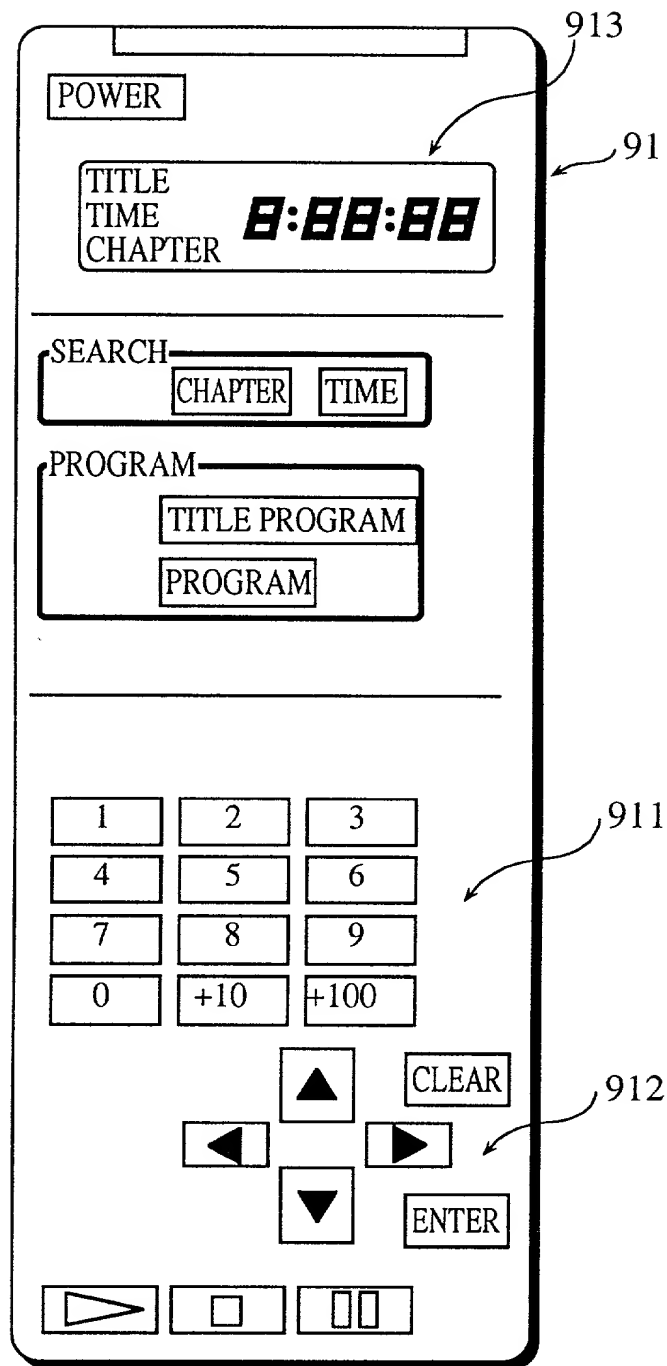 913
POWER
91
TITLE
TIME
CHAPTER
8:88:88
SEARCH
CHAPTER TIME
PROGRAM
TITLE PROGRAM
PROGRAM
911
1 2 3
4 5 6
7 8 9
0 +10 +100
CLEAR
912
ENTER